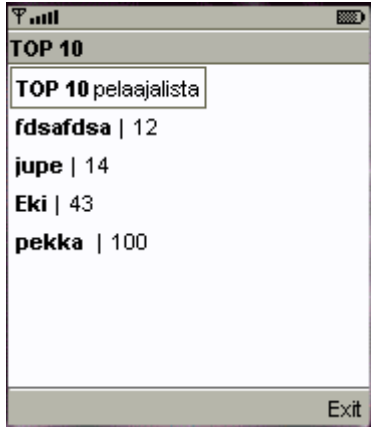 TOP 10
TOP 10 pelaajalista
fdsafdsa | 12
jupe | 14
Eki | 43
pekka | 100
Exit